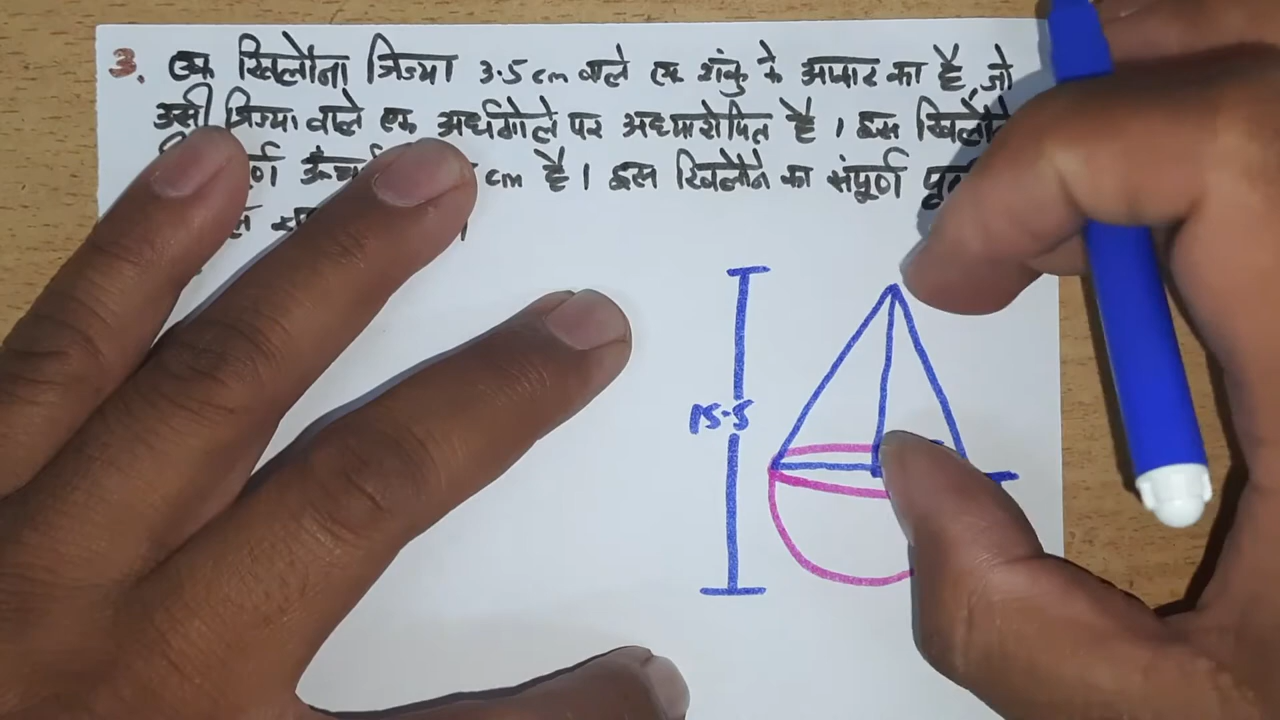 3. एक खिलौना त्रिज्या 3.5 cm वाले एक शंकु के आकार का है, जो
उसी त्रिज्या वाले एक अर्धगोले पर अध्यारोपित है । इस खिलौने
cm है । इस खिलौने का संपूर्ण
15.5